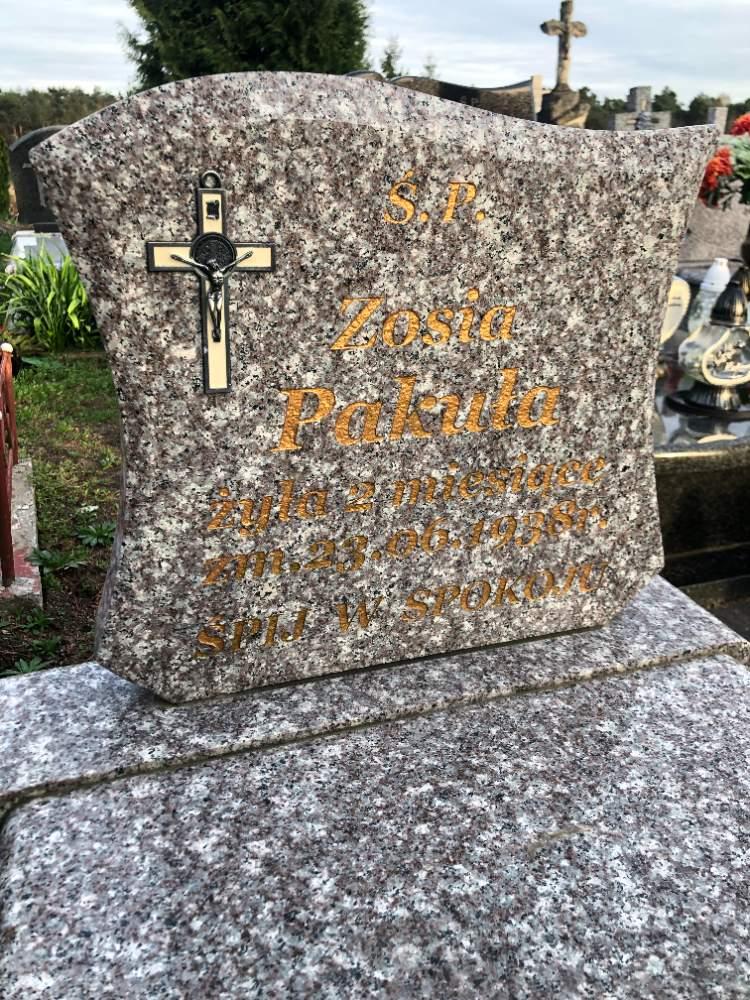 Ś. P.
Zosia
Pakuła
żyła 2 miesiące
zm.23.06.1938r.
ŚPIJ W SPOKOJU